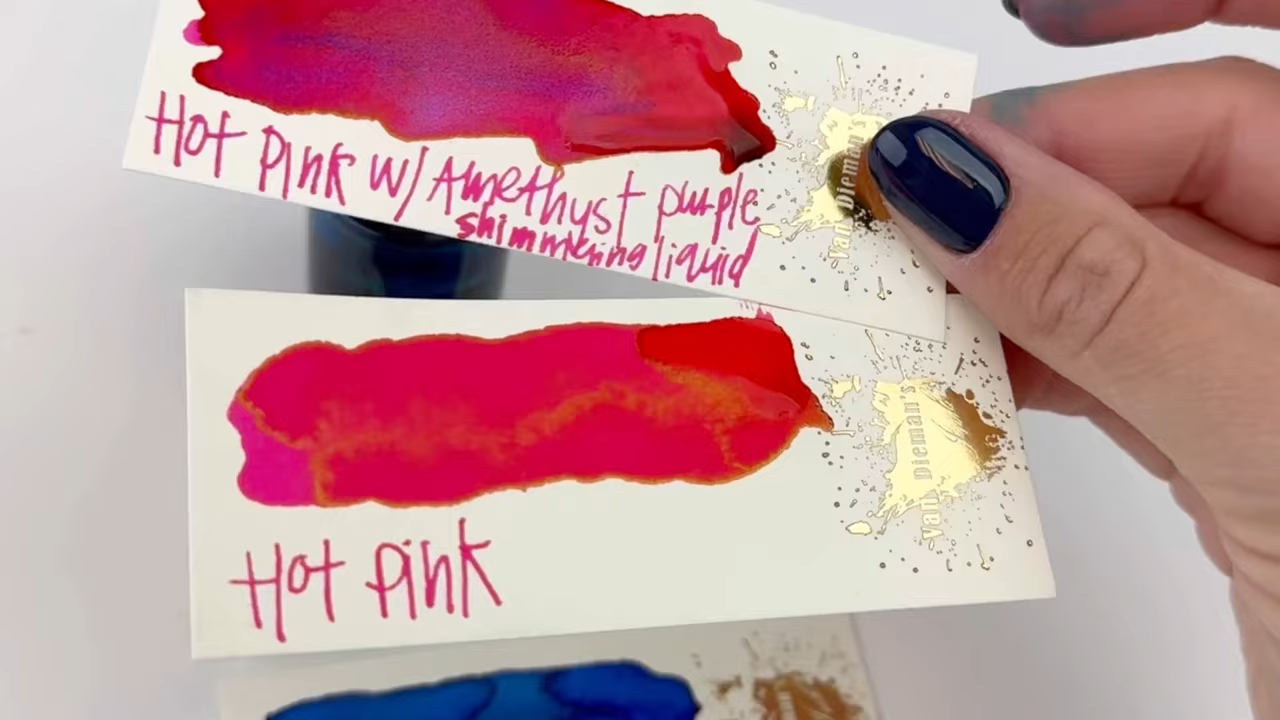 Hot Pink w/ Amethyst purple
shimmering liquid
Van Dieman's
Hot Pink
Van Dieman's